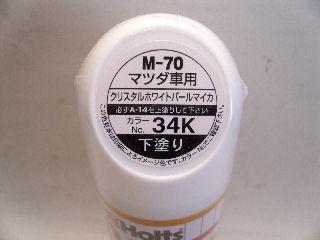 M-70
マツダ車用
クリスタルホワイトパールマイカ
必ずA-14を上塗りして下さい
カラー
No. 34K
下塗り
Holts